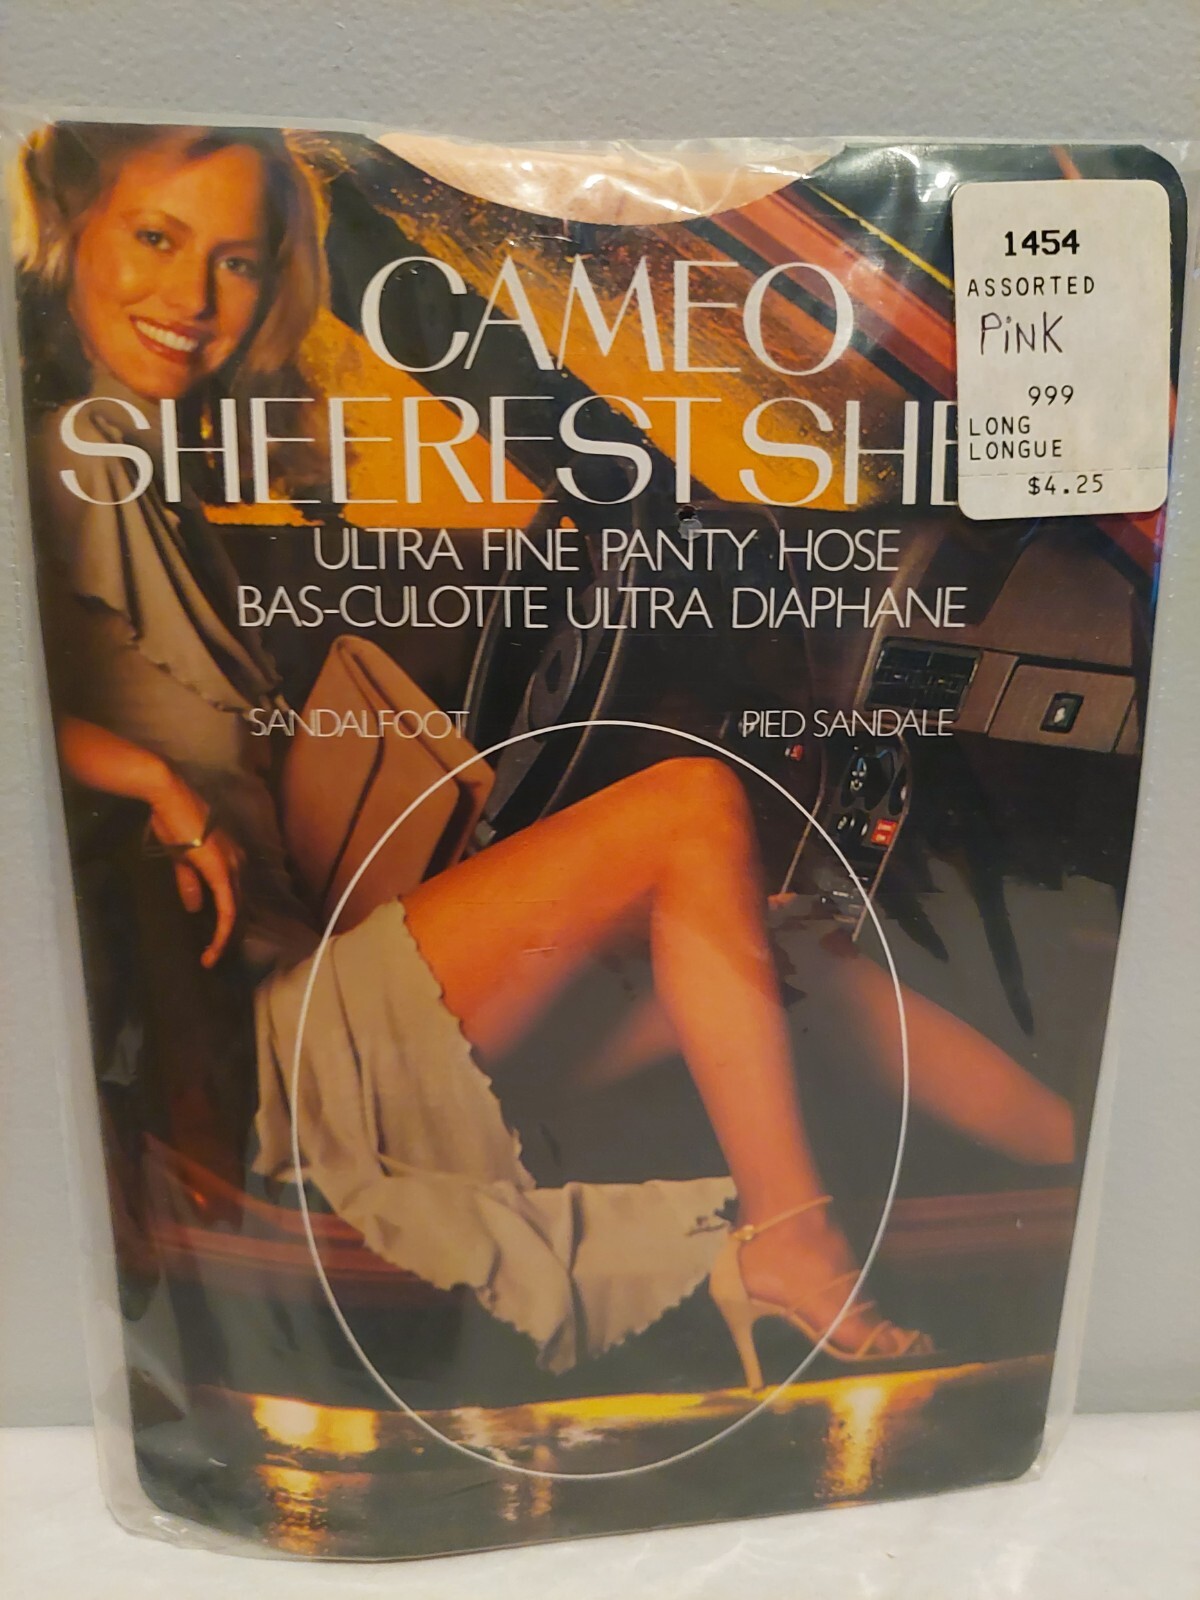 CAMEO
SHEEREST SHE
ULTRA FINE PANTY HOSE
BAS-CULOTTE ULTRA DIAPHANE
SANDALFOOT
PIED SANDALE
1454
ASSORTED
PiNK
999
LONG
LONGUE
$4.25